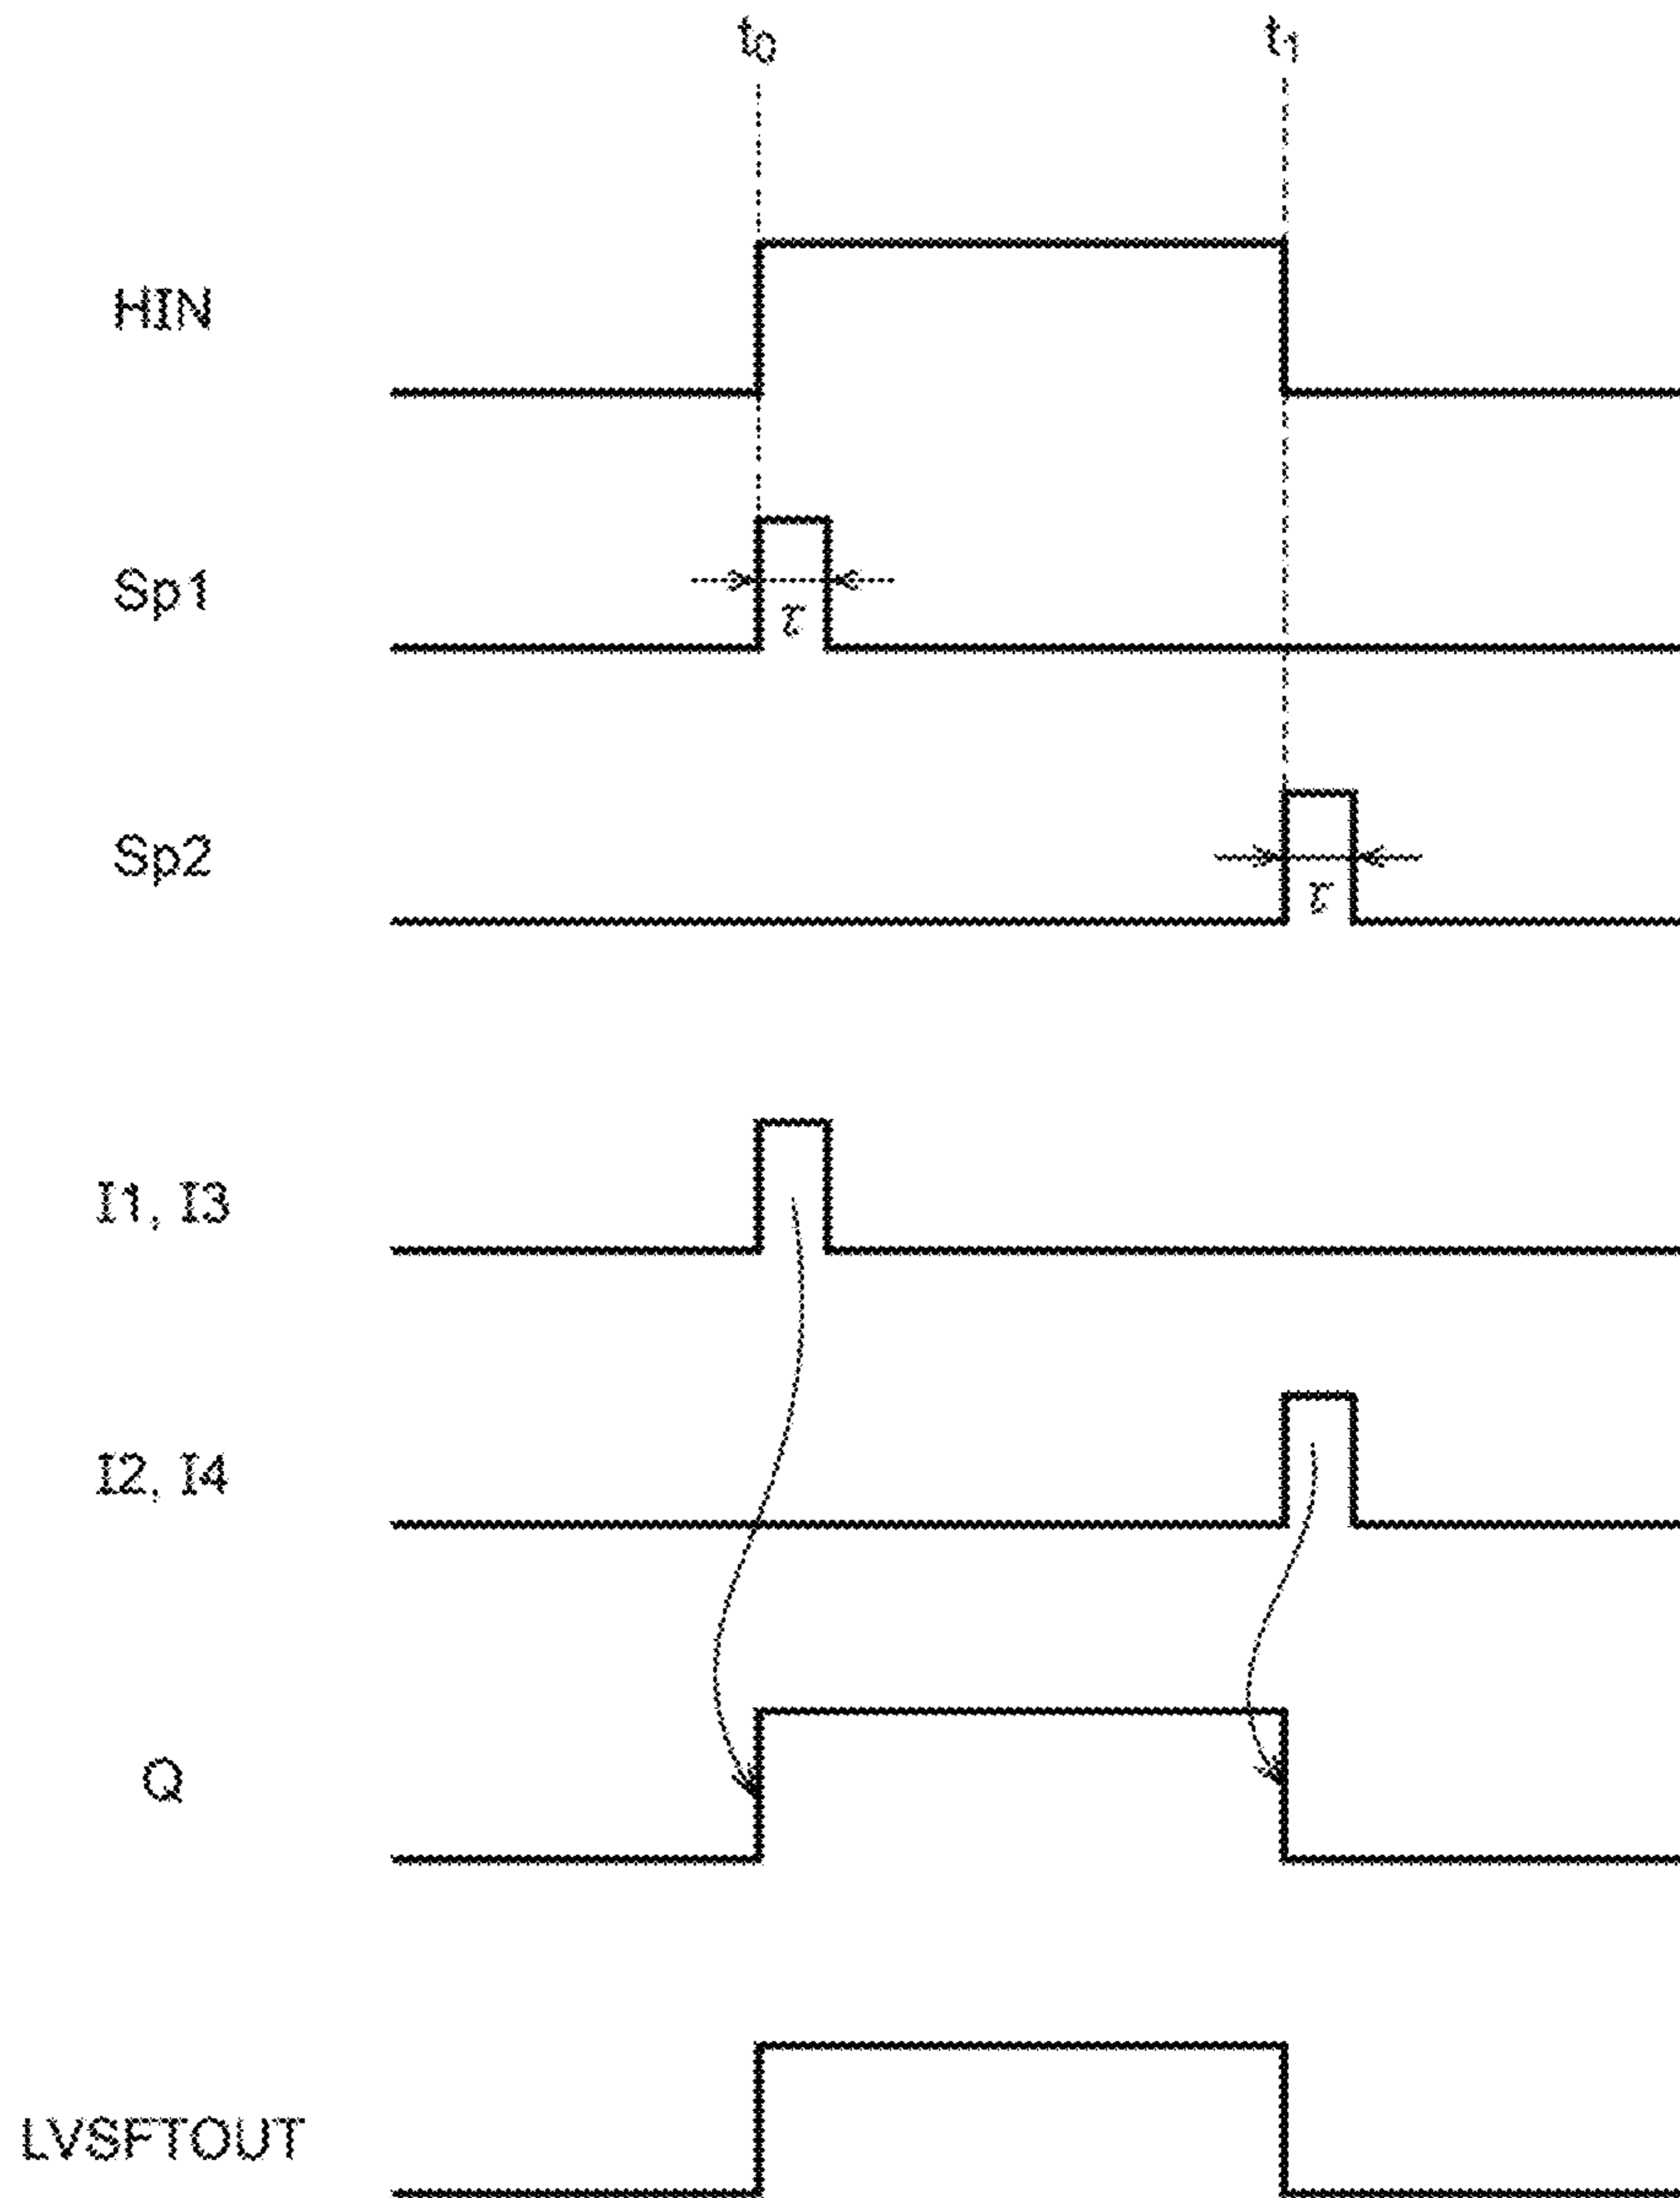 t0 t1
HIN
Sp1
τ
Sp2
τ
I1, I3
I2, I4
Q
LVSFTOUT